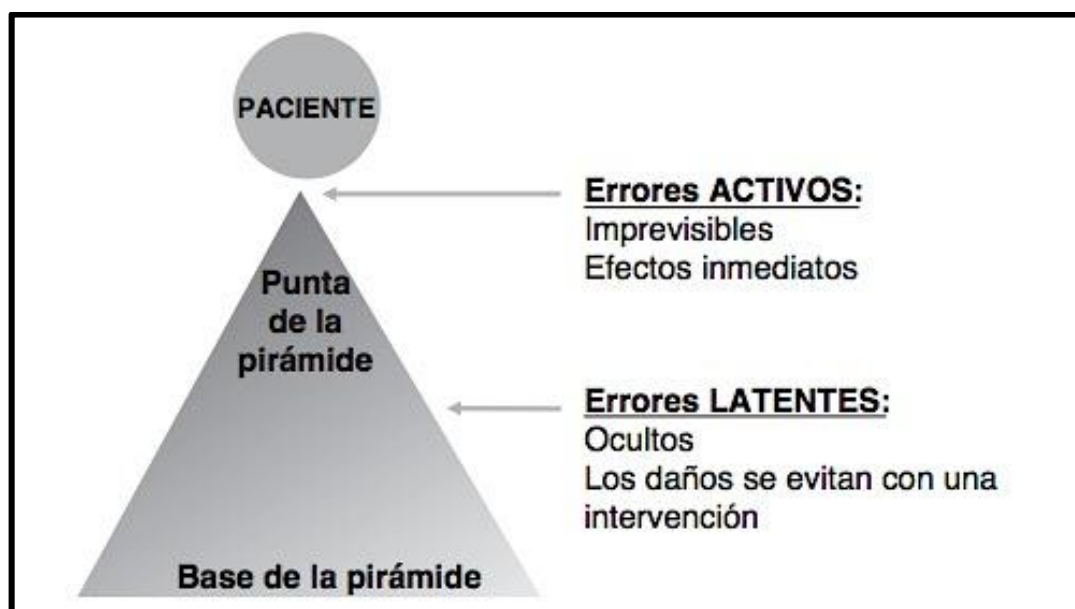 PACIENTE
Errores ACTIVOS:
Imprevisibles
Efectos inmediatos
Punta
de la
pirámide
Errores LATENTES:
Ocultos
Los daños se evitan con una
intervención
Base de la pirámide